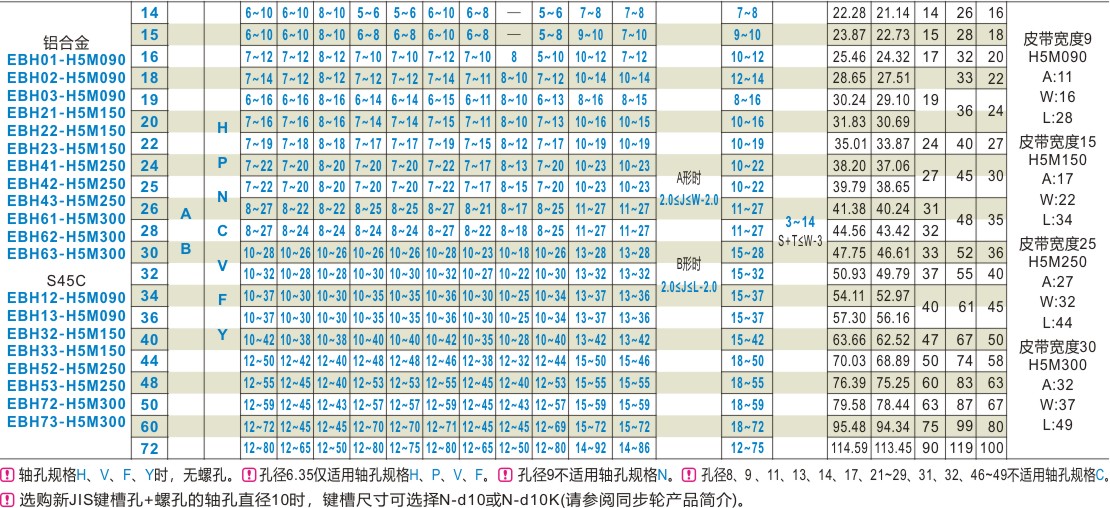 铝合金
EBH01-H5M090
EBH02-H5M090
EBH03-H5M090
EBH21-H5M150
EBH22-H5M150
EBH23-H5M150
EBH41-H5M250
EBH42-H5M250
EBH43-H5M250
EBH61-H5M300
EBH62-H5M300
EBH63-H5M300
S45C
EBH12-H5M090
EBH13-H5M090
EBH32-H5M150
EBH33-H5M150
EBH52-H5M250
EBH53-H5M250
EBH72-H5M300
EBH73-H5M300
A
B
H
P
N
C
V
F
Y
14 6~10 6~10 8~10 5~6 5~6 6~10 6~8 — 5~6 7~8 7~8 7~8 22.28 21.14 14 26 16
15 6~10 6~10 8~10 6~8 6~8 6~10 6~8 — 5~8 9~10 7~10 9~10 23.87 22.73 15 28 18
16 7~12 7~12 8~12 7~10 7~10 7~12 7~10 8 5~10 10~12 7~12 10~12 25.46 24.32 17 32 20
18 7~14 7~12 8~12 7~12 7~12 8~14 7~11 8~10 7~12 10~14 10~14 12~14 28.65 27.51 33 22
19 6~16 6~16 8~16 6~14 6~14 6~15 6~11 8~10 6~13 8~16 8~15 8~16 30.24 29.10 19 36 24
20 7~16 7~16 8~16 7~14 7~14 7~15 7~11 8~10 7~13 10~16 10~15 10~16 31.83 30.69
22 7~19 7~18 8~18 7~17 7~17 7~19 7~15 8~12 7~17 10~19 10~19 10~19 35.01 33.87 24 40 27
24 7~22 7~20 8~20 7~20 7~20 7~22 7~17 8~13 7~20 10~23 10~23 10~22 38.20 37.06 27 45 30
25 7~22 7~20 8~20 7~20 7~20 7~22 7~17 8~15 7~20 10~23 10~23 10~22 39.79 38.65
26 8~27 8~22 8~22 8~25 8~25 8~27 8~21 8~17 8~25 11~27 11~27 11~27 41.38 40.24 31 48 35
28 8~27 8~24 8~24 8~25 8~24 8~27 8~22 8~18 8~25 11~27 11~27 11~27 44.56 43.42 32
30 10~28 10~26 10~26 10~28 10~26 10~28 10~23 10~18 10~26 13~28 13~28 15~28 47.75 46.61 33 52 36
32 10~32 10~28 10~28 10~30 10~30 10~32 10~27 10~22 10~30 13~32 13~32 15~32 50.93 49.79 37 55 40
34 10~37 10~30 10~30 10~35 10~35 10~36 10~30 10~25 10~34 13~37 13~36 15~37 54.11 52.97 40 61 45
36 10~37 10~30 10~30 10~35 10~35 10~36 10~30 10~25 10~34 13~37 13~36 15~37 57.30 56.16
40 10~42 10~38 10~35 10~38 10~40 10~42 10~40 10~28 10~40 13~42 13~42 15~42 63.66 62.52 47 67 50
44 12~50 12~42 12~40 12~48 12~48 12~46 12~38 12~32 12~44 15~50 15~46 18~50 70.03 68.89 50 74 58
48 12~55 12~45 12~40 12~53 12~53 12~55 12~45 12~40 12~53 15~55 15~55 18~55 76.39 75.25 60 83 63
50 12~59 12~45 12~43 12~57 12~57 12~59 12~45 12~43 12~57 15~59 15~59 18~59 79.58 78.44 63 87 67
60 12~72 12~45 12~45 12~70 12~70 12~71 12~45 12~45 12~69 15~72 15~72 18~72 95.48 94.34 75 99 80
72 12~80 12~65 12~50 12~80 12~80 12~80 12~65 12~50 12~80 14~92 14~86 12~75 114.59 113.45 90 119 100
A形时
2.0≤J≤W-2.0
B形时
2.0≤J≤L-2.0
3~14
S+T≤W-3
皮带宽度9
H5M090
A:11
W:16
L:28
皮带宽度15
H5M150
A:17
W:22
L:34
皮带宽度25
H5M250
A:27
W:32
L:44
皮带宽度30
H5M300
A:32
W:37
L:49
! 轴孔规格H、V、F、Y时，无螺孔。 ! 孔径6.35仅适用轴孔规格H、P、V、F。 ! 孔径9不适用轴孔规格N。 ! 孔径8、9、11、13、14、17、21~29、31、32、46~49不适用轴孔规格C。
! 选购新JIS键槽孔+螺孔的轴孔直径10时，键槽尺寸可选择N-d10或N-d10K(请参阅同步轮产品简介)。